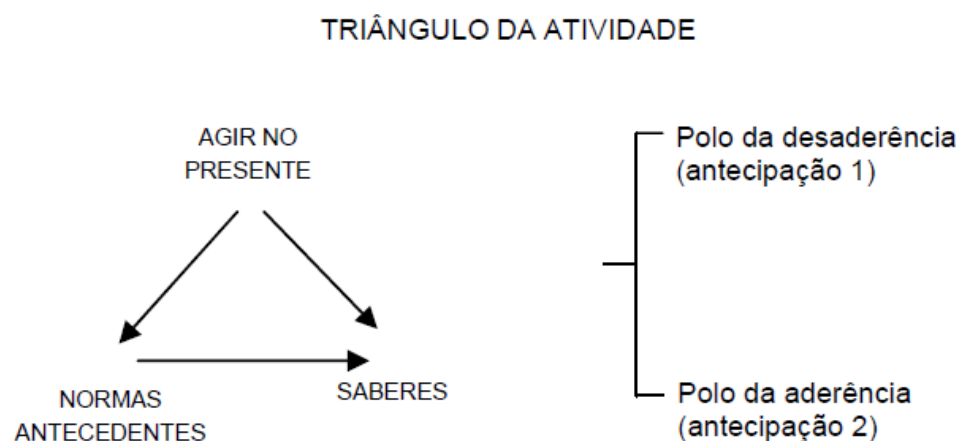 TRIÂNGULO DA ATIVIDADE
AGIR NO
PRESENTE
NORMAS
ANTECEDENTES
SABERES
Polo da desaderência
(antecipação 1)
Polo da aderência
(antecipação 2)